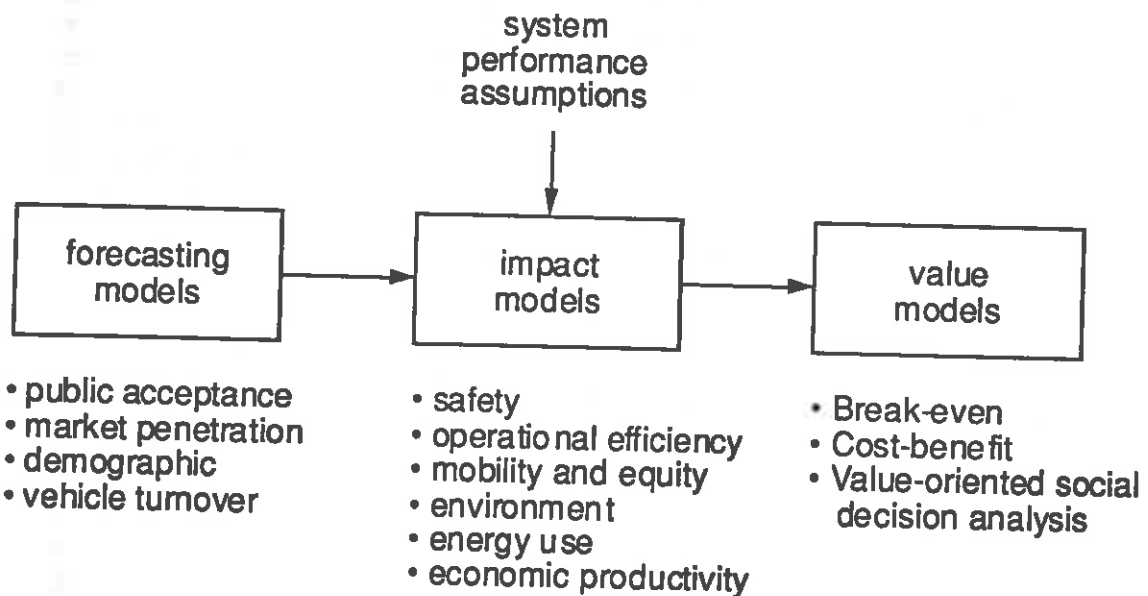 system
performance
assumptions
forecasting
models
impact
models
value
models
• public acceptance
• market penetration
• demographic
• vehicle turnover
• safety
• operational efficiency
• mobility and equity
• environment
• energy use
• economic productivity
• Break-even
• Cost-benefit
• Value-oriented social
decision analysis